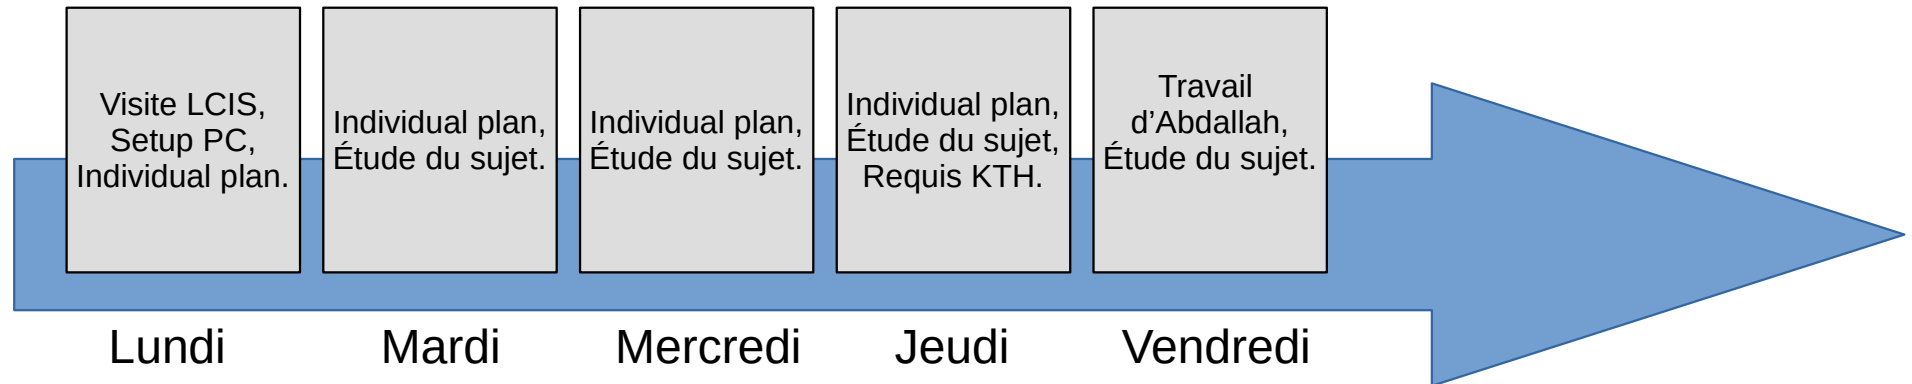 Visite LCIS,
Setup PC,
Individual plan.
Individual plan,
Étude du sujet.
Individual plan,
Étude du sujet.
Individual plan,
Étude du sujet,
Requis KTH.
Travail
d’Abdallah,
Étude du sujet.
Lundi
Mardi
Mercredi
Jeudi
Vendredi